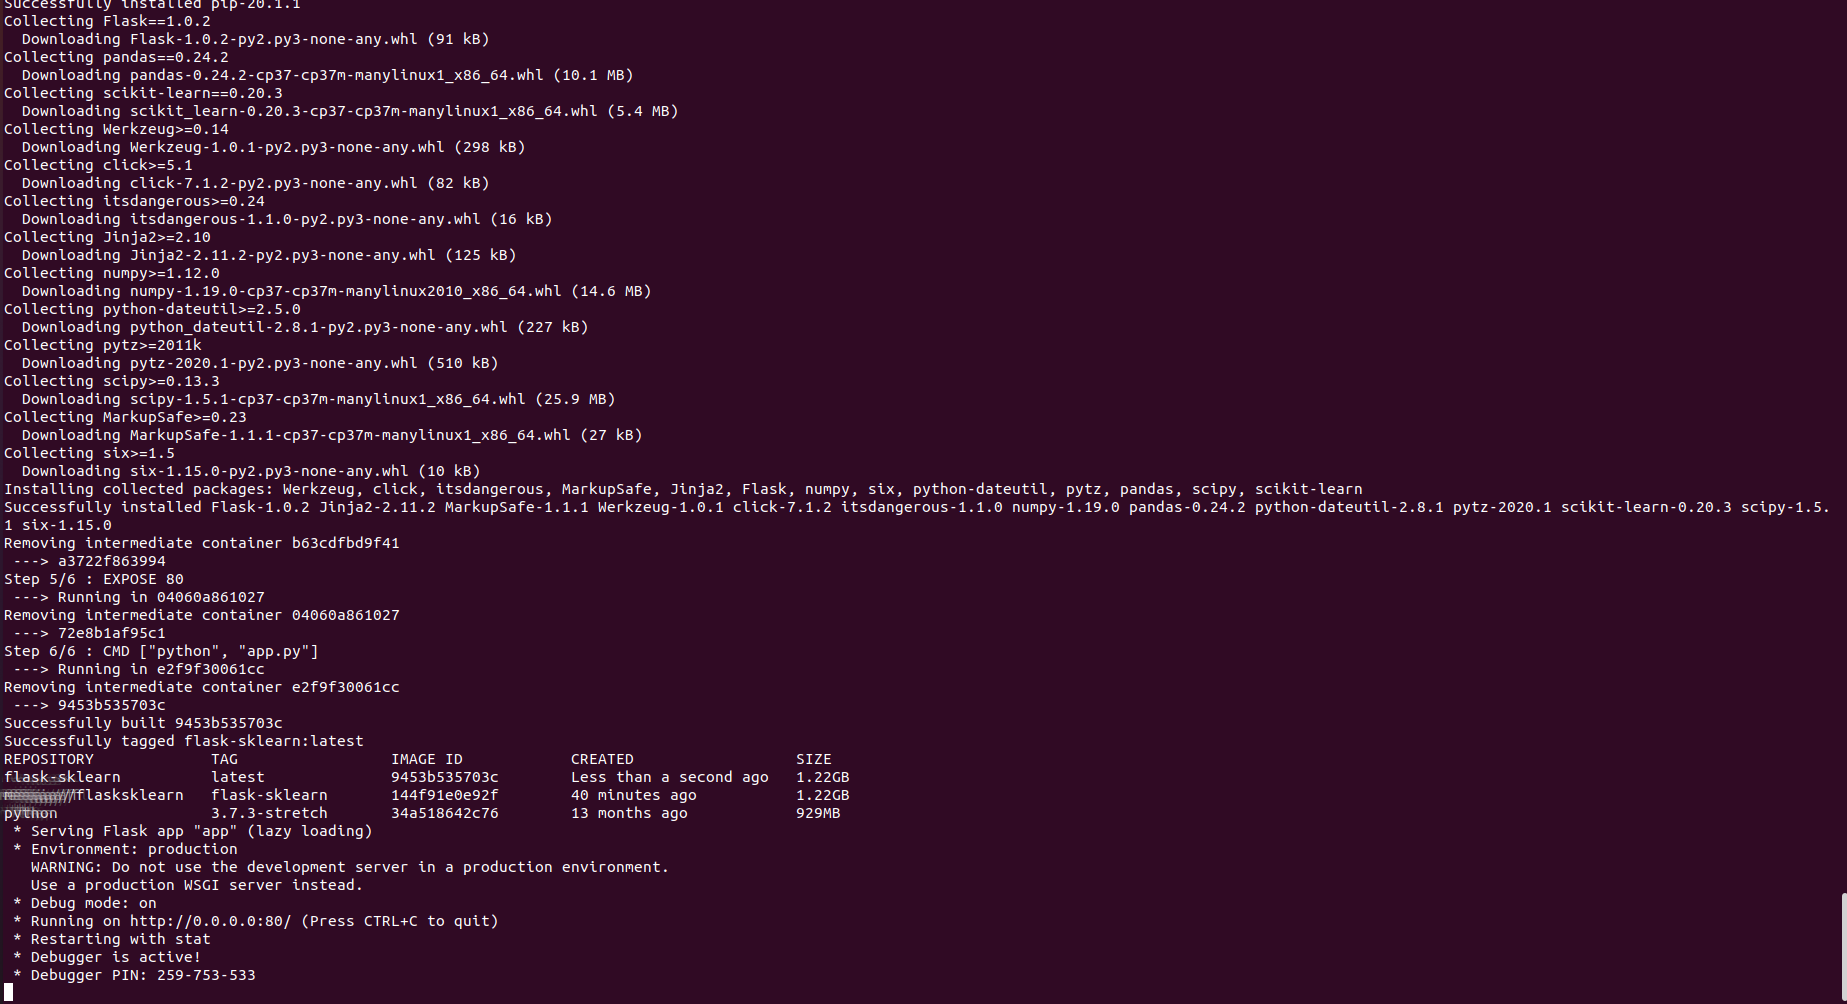 Successfully installed pip-20.1.1
Collecting Flask==1.0.2
  Downloading Flask-1.0.2-py2.py3-none-any.whl (91 kB)
Collecting pandas==0.24.2
  Downloading pandas-0.24.2-cp37-cp37m-manylinux1_x86_64.whl (10.1 MB)
Collecting scikit-learn==0.20.3
  Downloading scikit_learn-0.20.3-cp37-cp37m-manylinux1_x86_64.whl (5.4 MB)
Collecting Werkzeug>=0.14
  Downloading Werkzeug-1.0.1-py2.py3-none-any.whl (298 kB)
Collecting click>=5.1
  Downloading click-7.1.2-py2.py3-none-any.whl (82 kB)
Collecting itsdangerous>=0.24
  Downloading itsdangerous-1.1.0-py2.py3-none-any.whl (16 kB)
Collecting Jinja2>=2.10
  Downloading Jinja2-2.11.2-py2.py3-none-any.whl (125 kB)
Collecting numpy>=1.12.0
  Downloading numpy-1.19.0-cp37-cp37m-manylinux2010_x86_64.whl (14.6 MB)
Collecting python-dateutil>=2.5.0
  Downloading python_dateutil-2.8.1-py2.py3-none-any.whl (227 kB)
Collecting pytz>=2011k
  Downloading pytz-2020.1-py2.py3-none-any.whl (510 kB)
Collecting scipy>=0.13.3
  Downloading scipy-1.5.1-cp37-cp37m-manylinux1_x86_64.whl (25.9 MB)
Collecting MarkupSafe>=0.23
  Downloading MarkupSafe-1.1.1-cp37-cp37m-manylinux1_x86_64.whl (27 kB)
Collecting six>=1.5
  Downloading six-1.15.0-py2.py3-none-any.whl (10 kB)
Installing collected packages: Werkzeug, click, itsdangerous, MarkupSafe, Jinja2, Flask, numpy, six, python-dateutil, pytz, pandas, scipy, scikit-learn
Successfully installed Flask-1.0.2 Jinja2-2.11.2 MarkupSafe-1.1.1 Werkzeug-1.0.1 click-7.1.2 itsdangerous-1.1.0 numpy-1.19.0 pandas-0.24.2 python-dateutil-2.8.1 pytz-2020.1 scikit-learn-0.20.3 scipy-1.5.
1 six-1.15.0
Removing intermediate container b63cdfbd9f41
 ---> a3722f863994
Step 5/6 : EXPOSE 80
 ---> Running in 04060a861027
Removing intermediate container 04060a861027
 ---> 72e8b1af95c1
Step 6/6 : CMD ["python", "app.py"]
 ---> Running in e2f9f30061cc
Removing intermediate container e2f9f30061cc
 ---> 9453b535703c
Successfully built 9453b535703c
Successfully tagged flask-sklearn:latest
REPOSITORY TAG IMAGE ID CREATED SIZE
flask-sklearn latest 9453b535703c Less than a second ago 1.22GB
/flasksklearn flask-sklearn 144f91e0e92f 40 minutes ago 1.22GB
python 3.7.3-stretch 34a518642c76 13 months ago 929MB
 * Serving Flask app "app" (lazy loading)
 * Environment: production
   WARNING: Do not use the development server in a production environment.
   Use a production WSGI server instead.
 * Debug mode: on
 * Running on http://0.0.0.0:80/ (Press CTRL+C to quit)
 * Restarting with stat
 * Debugger is active!
 * Debugger PIN: 259-753-533